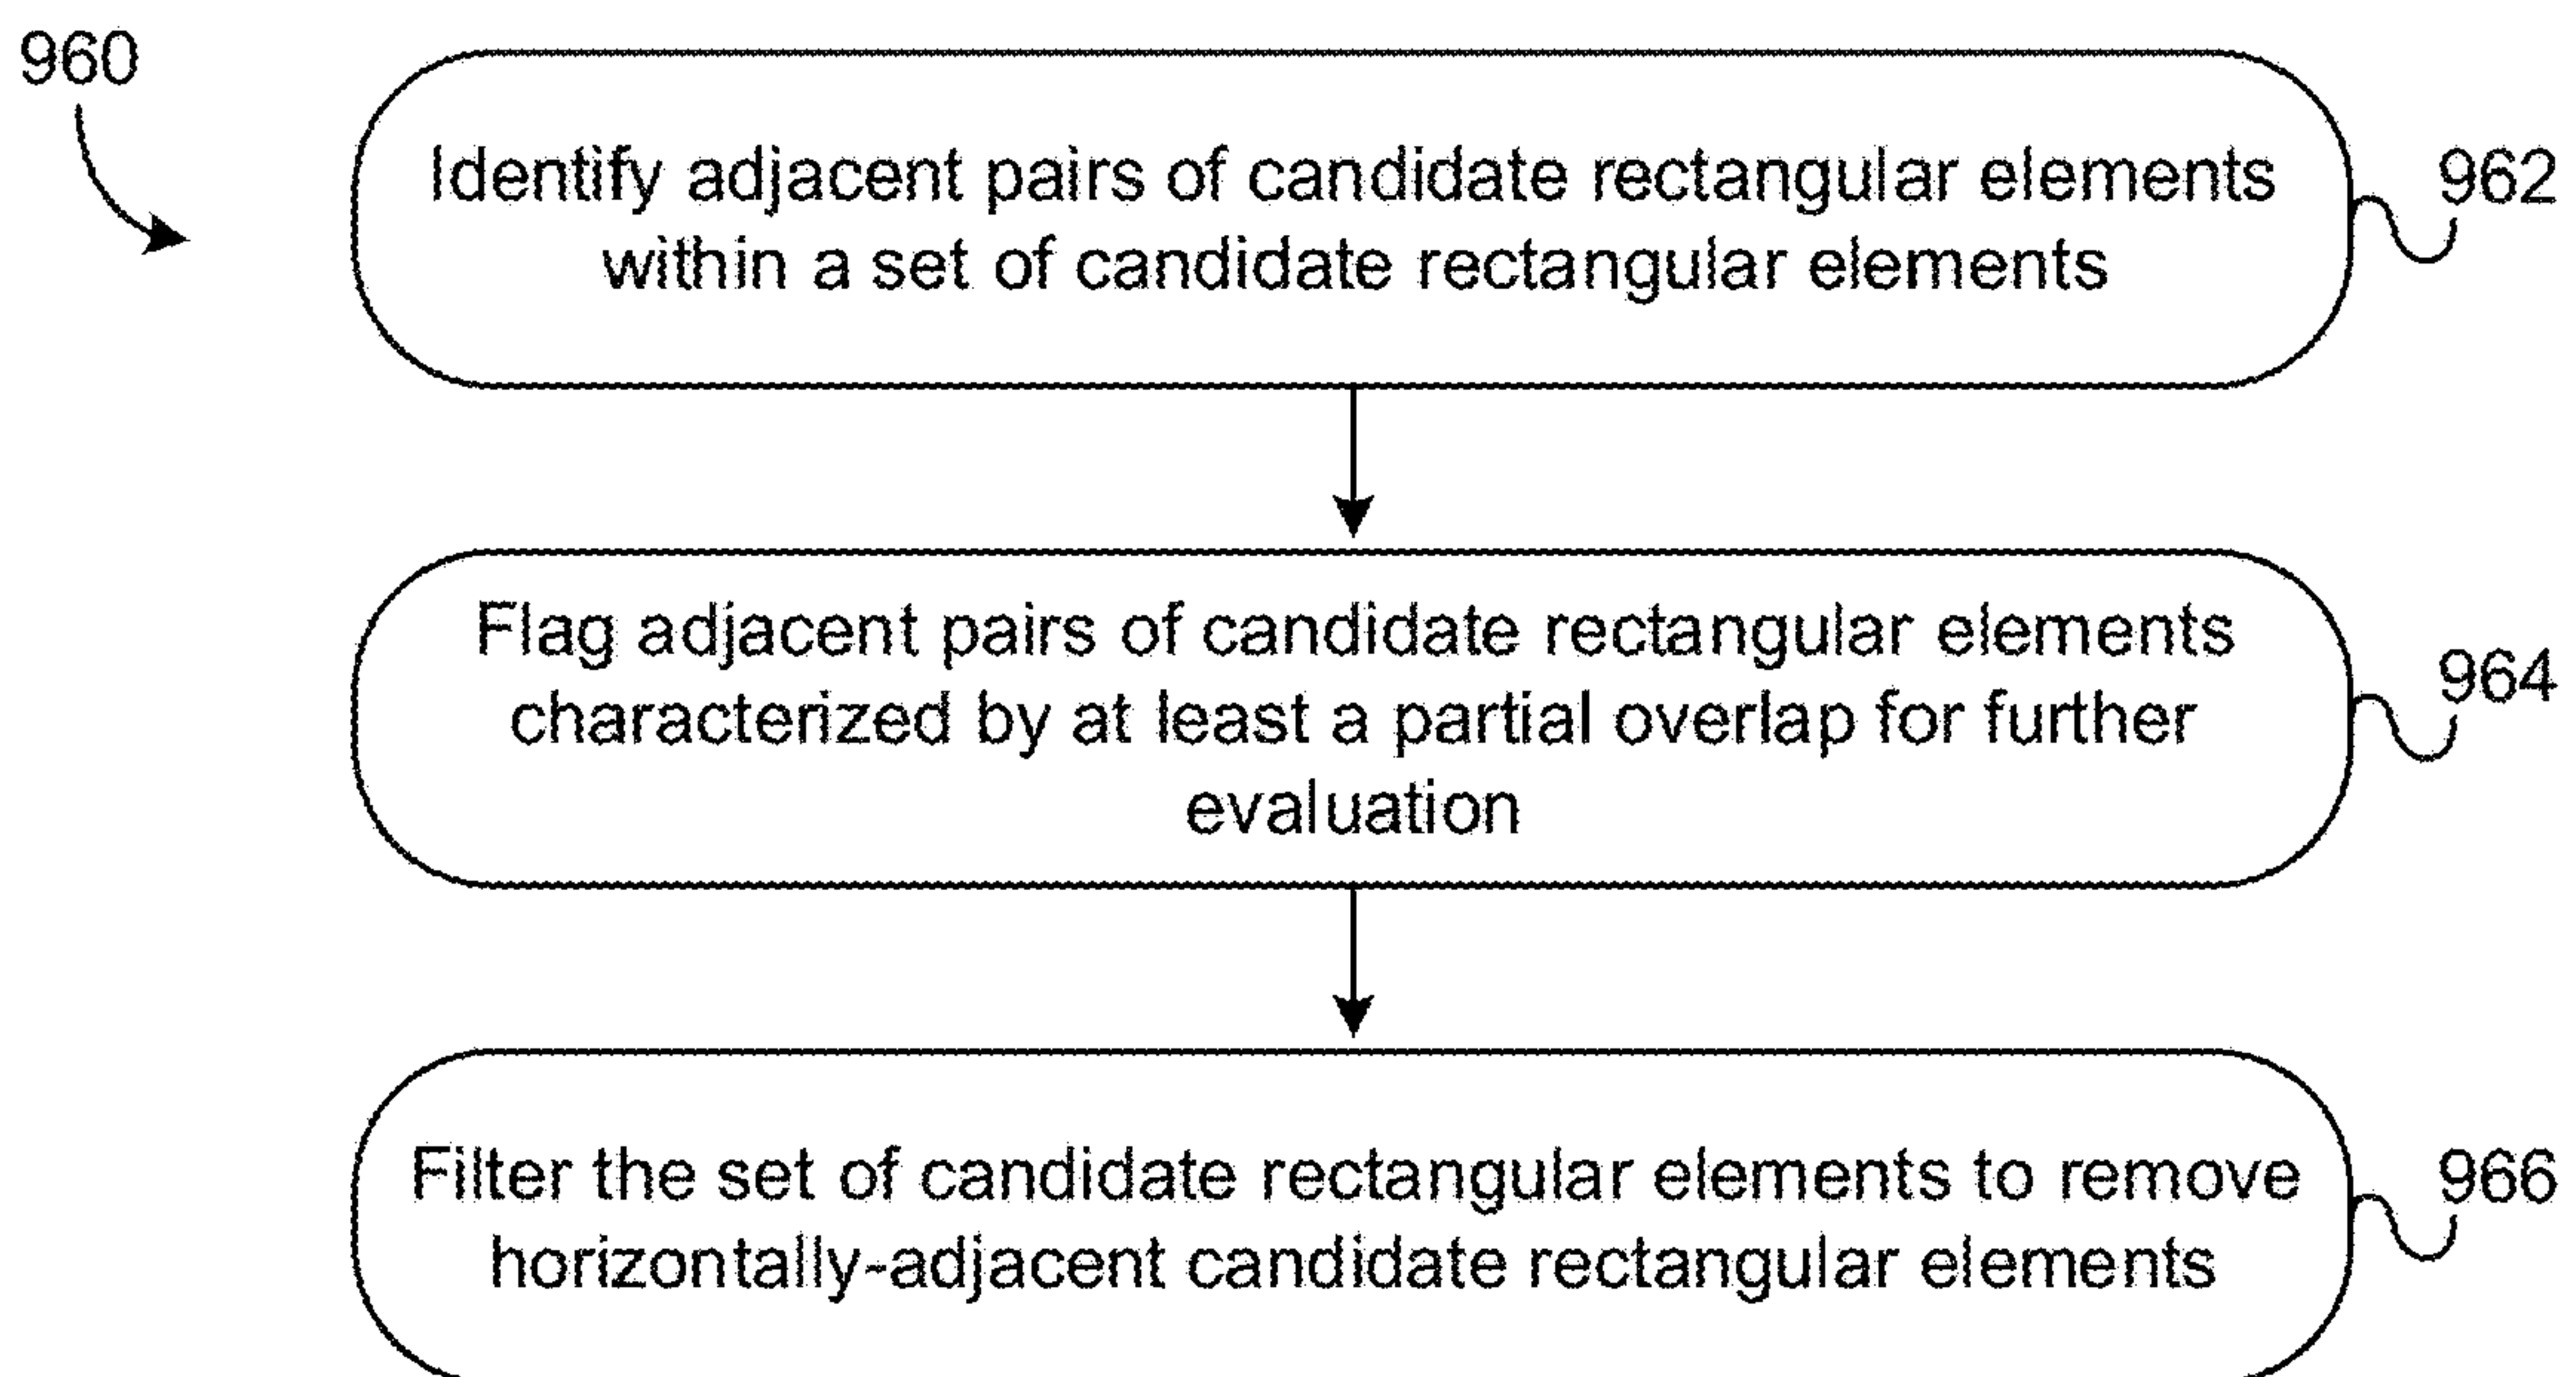 960
Identify adjacent pairs of candidate rectangular elements
within a set of candidate rectangular elements
962
Flag adjacent pairs of candidate rectangular elements
characterized by at least a partial overlap for further
evaluation
964
Filter the set of candidate rectangular elements to remove
horizontally-adjacent candidate rectangular elements
966